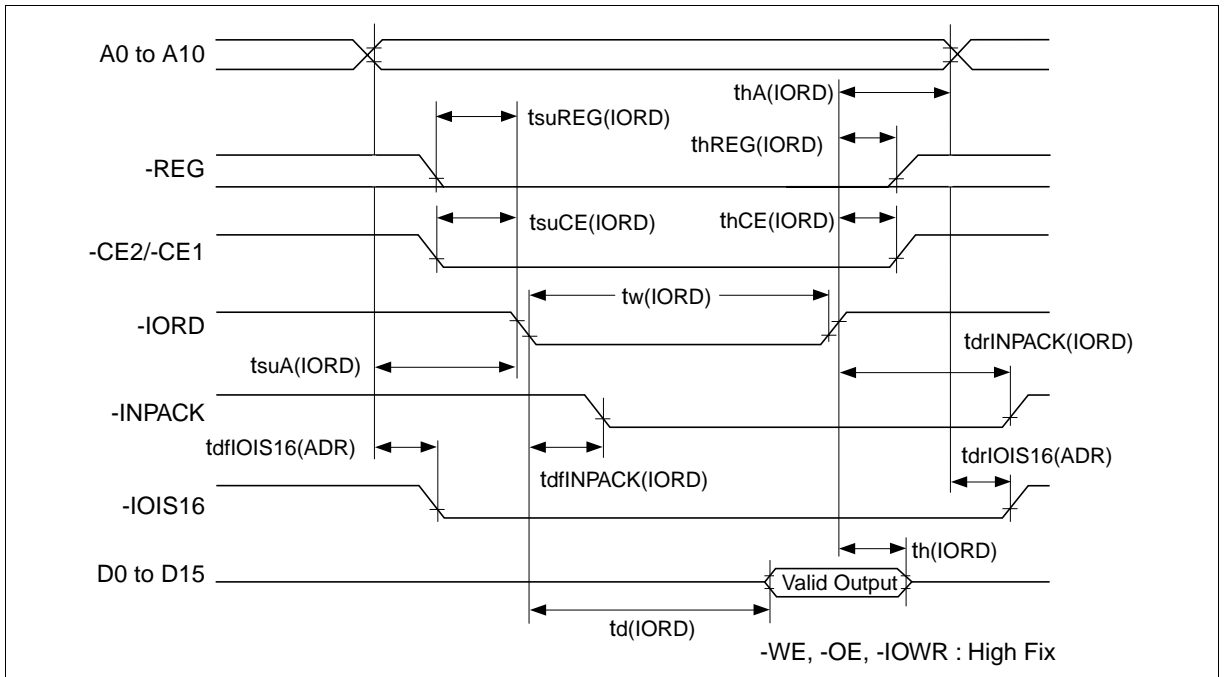 A0 to A10
thA(IORD)
tsuREG(IORD)
thREG(IORD)
-REG
tsuCE(IORD)
thCE(IORD)
-CE2/-CE1
tw(IORD)
-IORD
tdrINPACK(IORD)
tsuA(IORD)
-INPACK
tdfIOIS16(ADR)
tdrIOIS16(ADR)
tdfINPACK(IORD)
-IOIS16
th(IORD)
D0 to D15
Valid Output
td(IORD)
-WE, -OE, -IOWR : High Fix